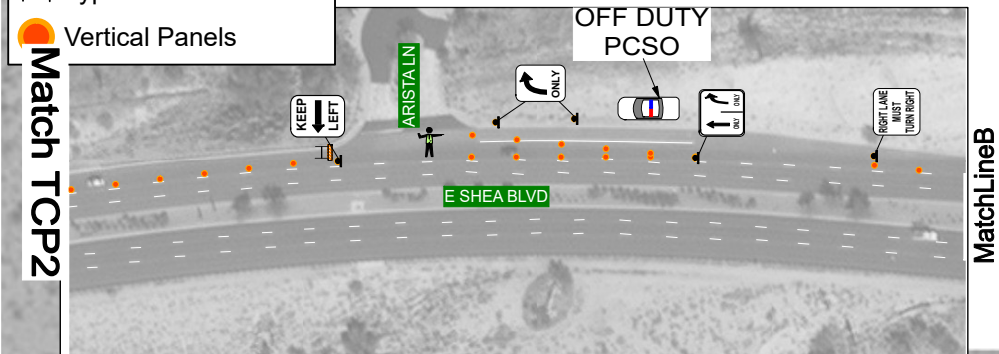 Vertical Panels
Match TCP2
KEEP
LEFT
ARISTA LN
ONLY
OFF DUTY
PCSO
ONLY
ONLY
RIGHT LANE
MUST
TURN RIGHT
E SHEA BLVD
MatchLineB